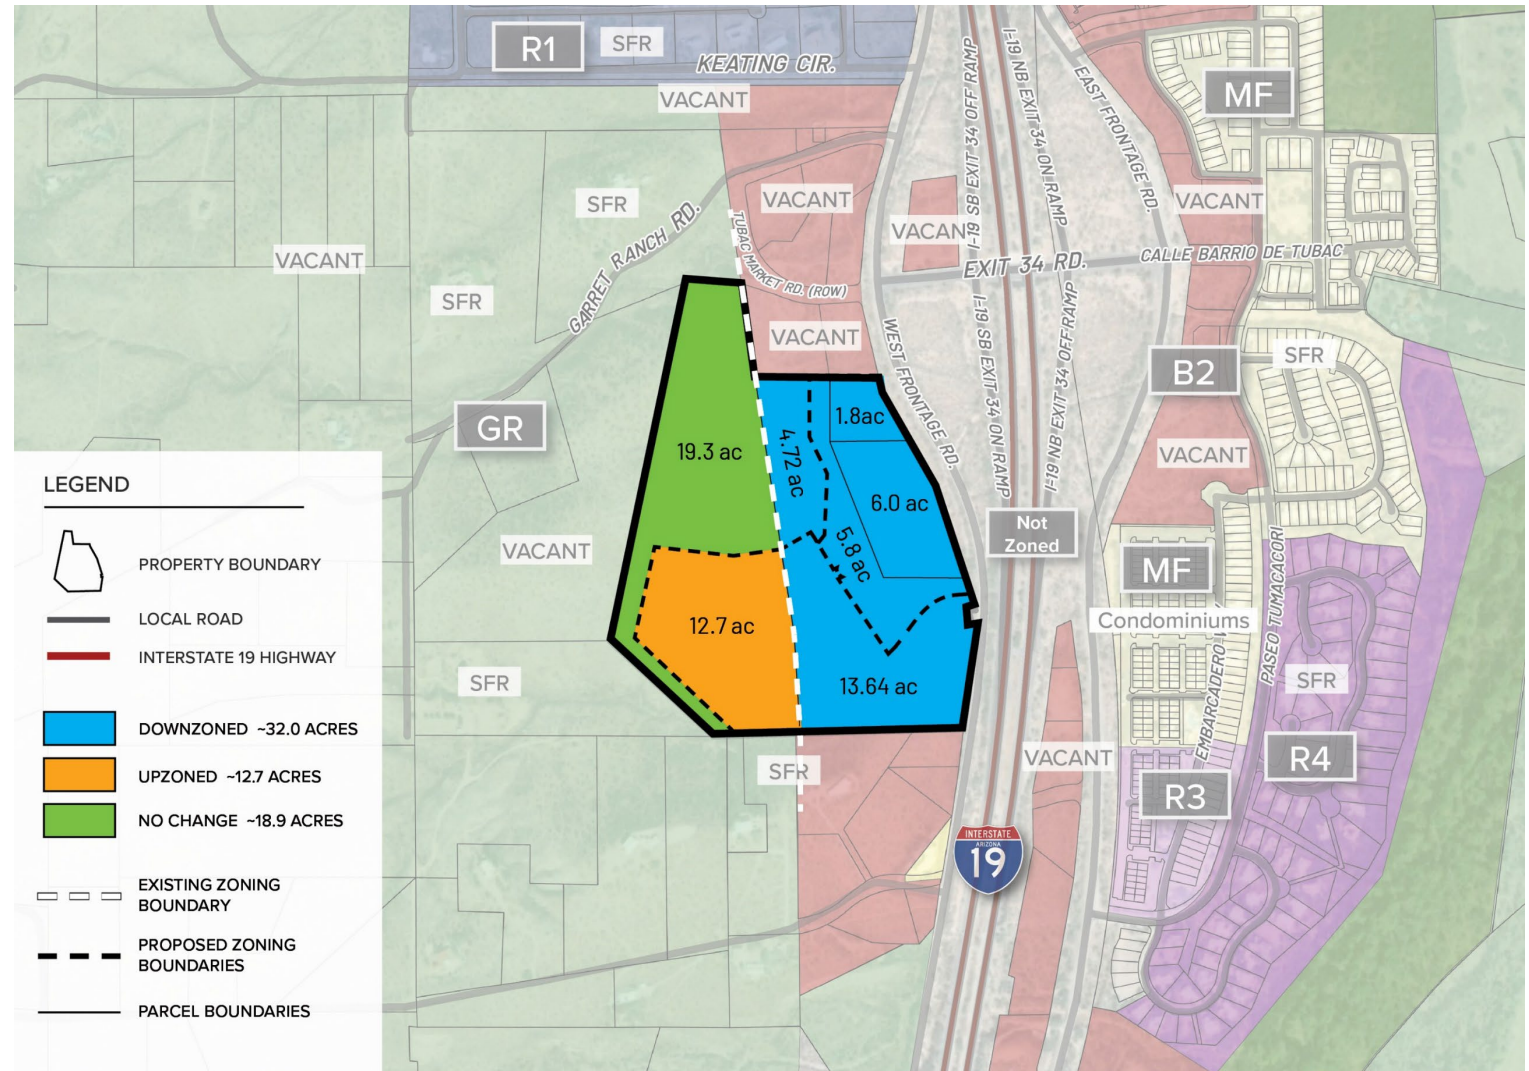 R1
SFR
KEATING CIR.
VACANT
I-19 SB EXIT 34 OFF RAMP
I-19 NB EXIT 34 ON RAMP
EAST FRONTAGE RD.
MF
SFR
GARRET RANCH RD.
VACANT
VACANT
VACANT
VACANT
TUBAC MARKET RD. (ROW)
EXIT 34 RD.
CALLE BARRIO DE TUBAC
SFR
VACANT
WEST FRONTAGE RD.
I-19 SB EXIT 34 ON RAMP
I-19 NB EXIT 34 OFF RAMP
B2
SFR
GR
19.3 ac
4.72 ac
1.8ac
6.0 ac
5.8 ac
VACANT
VACANT
Not
Zoned
MF
Condominiums
12.7 ac
13.64 ac
SFR
SFR
VACANT
EMBARCADERO
PASEO TUMACACORI
SFR
R4
R3
INTERSTATE
ARIZONA
19
LEGEND
PROPERTY BOUNDARY
LOCAL ROAD
INTERSTATE 19 HIGHWAY
DOWNZONED ~32.0 ACRES
UPZONED ~12.7 ACRES
NO CHANGE ~18.9 ACRES
EXISTING ZONING
BOUNDARY
PROPOSED ZONING
BOUNDARIES
PARCEL BOUNDARIES